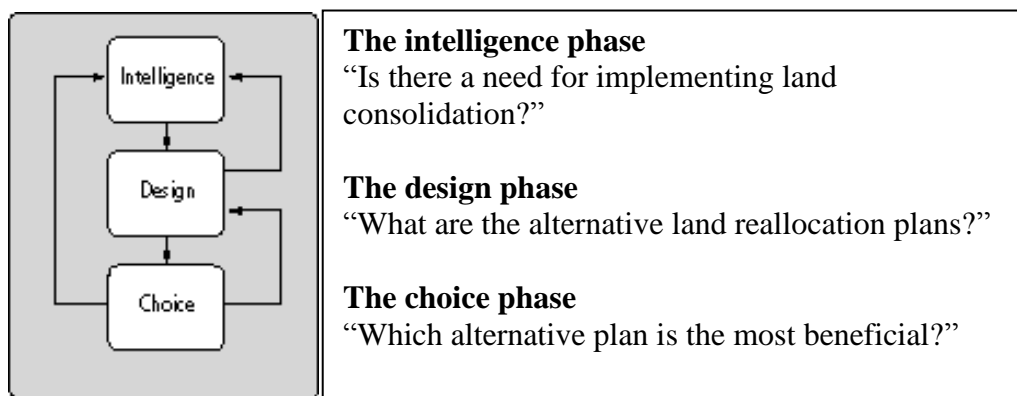 Intelligence
Design
Choice
The intelligence phase
“Is there a need for implementing land
consolidation?”
The design phase
“What are the alternative land reallocation plans?”
The choice phase
“Which alternative plan is the most beneficial?”